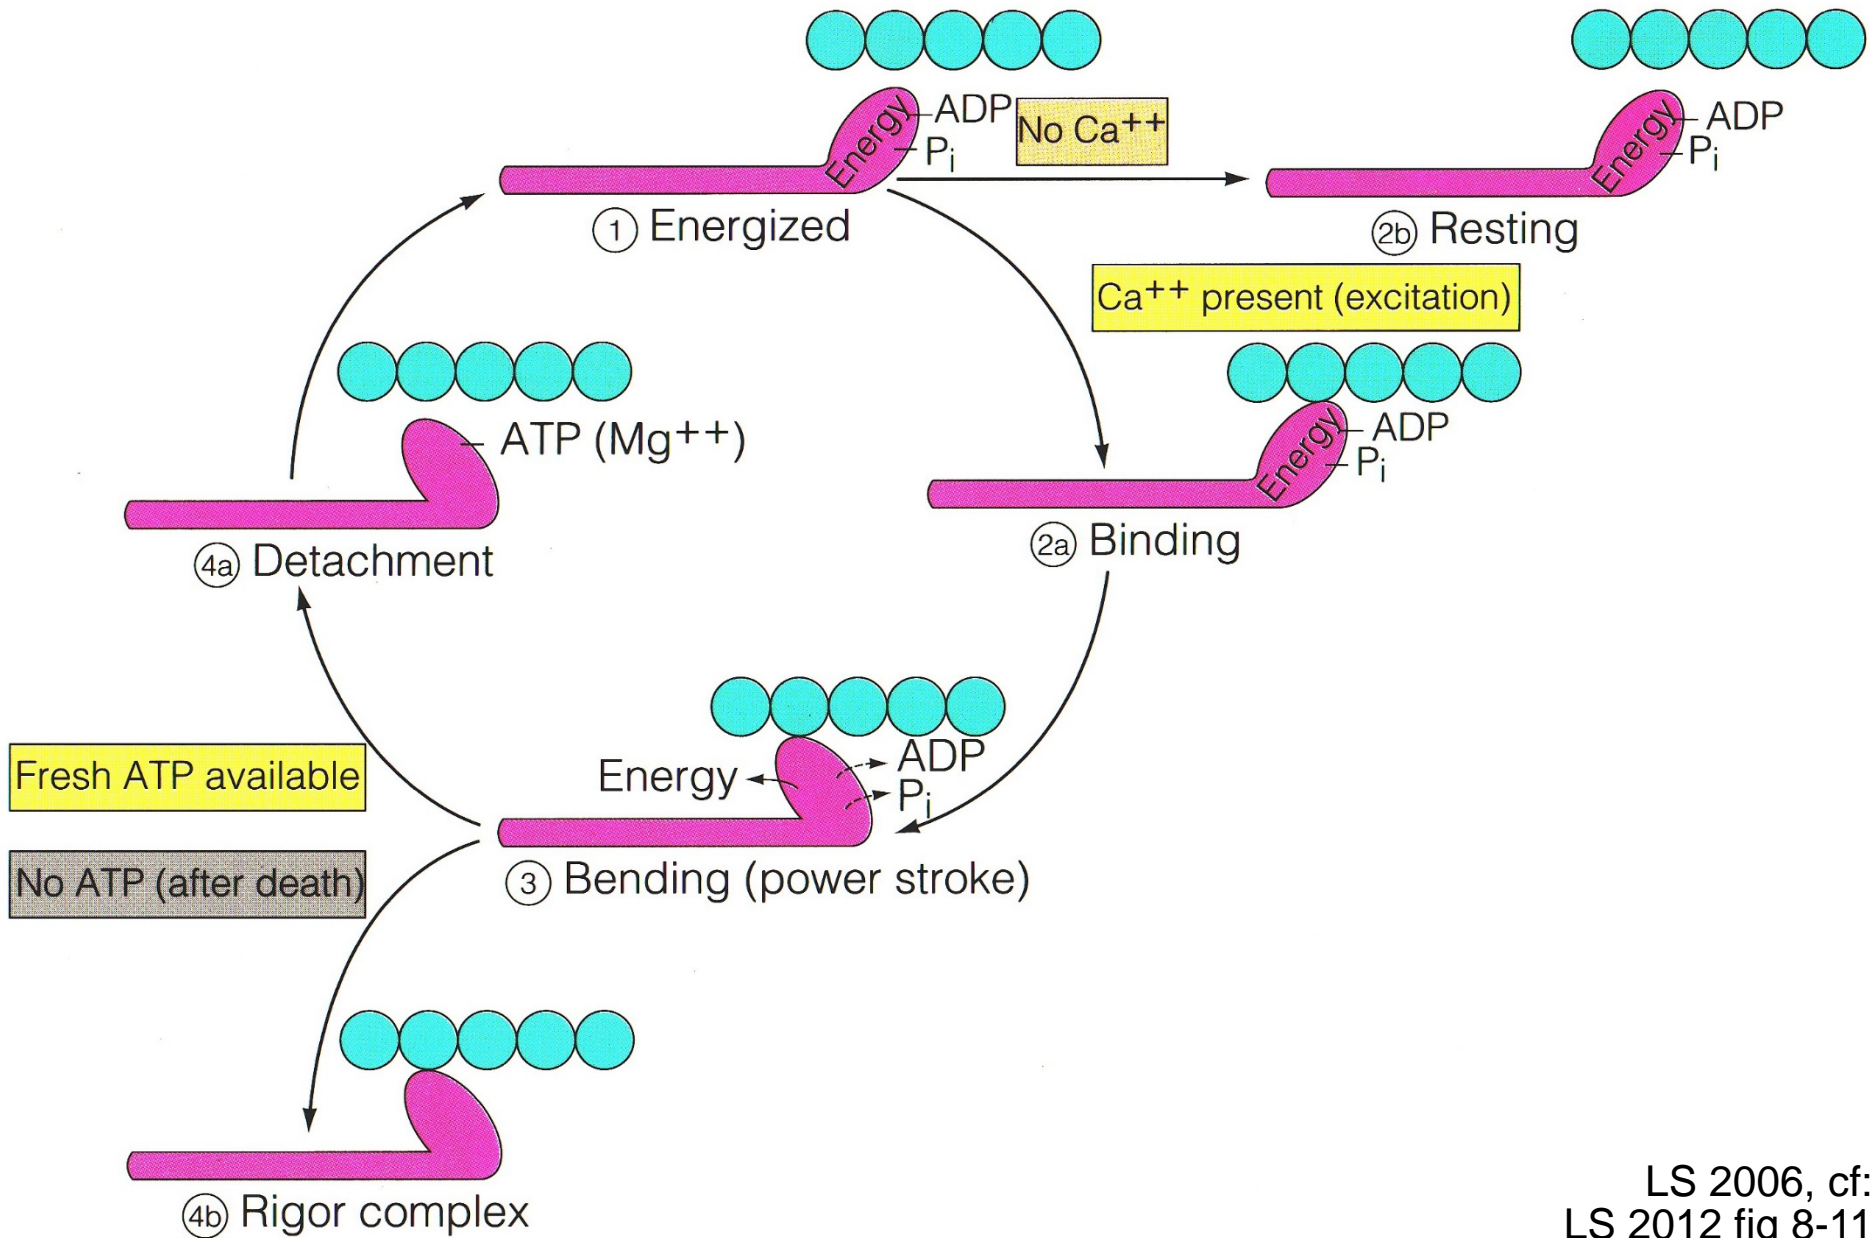 Energy
ADP
Pi
No Ca++
Energy
ADP
Pi
1 Energized
2b Resting
Ca++ present (excitation)
ATP (Mg++)
Energy
ADP
Pi
4a Detachment
2a Binding
Fresh ATP available
Energy
ADP
Pi
No ATP (after death)
3 Bending (power stroke)
4b Rigor complex
LS 2006, cf:
LS 2012 fig 8-11